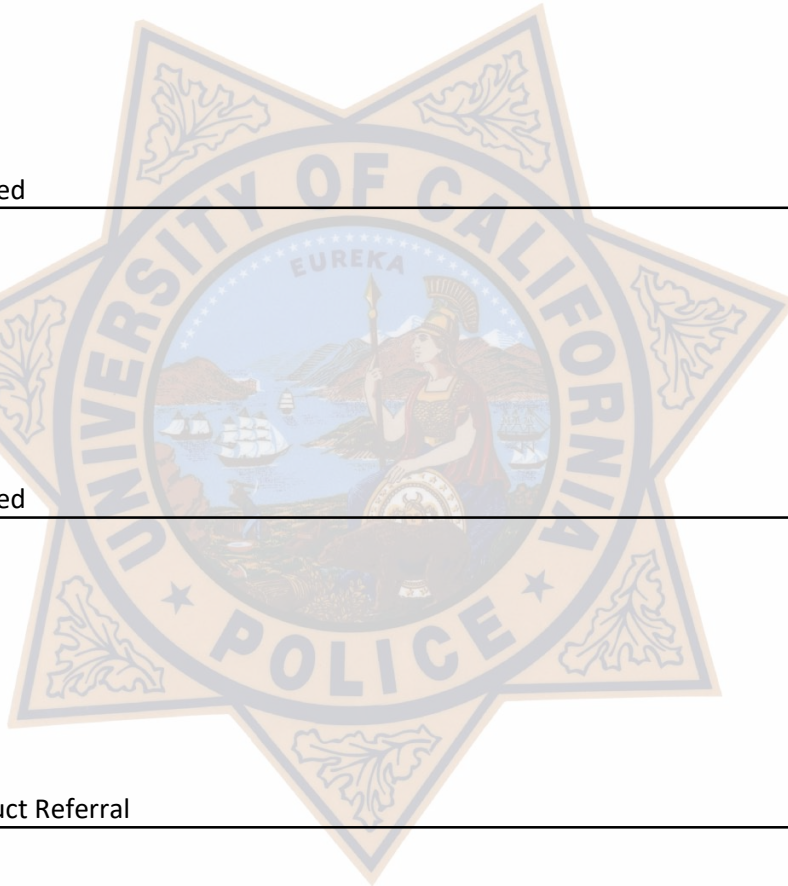 ed
UNIVERSITY OF CALIFORNIA
EUREKA
ed
POLICE
uct Referral